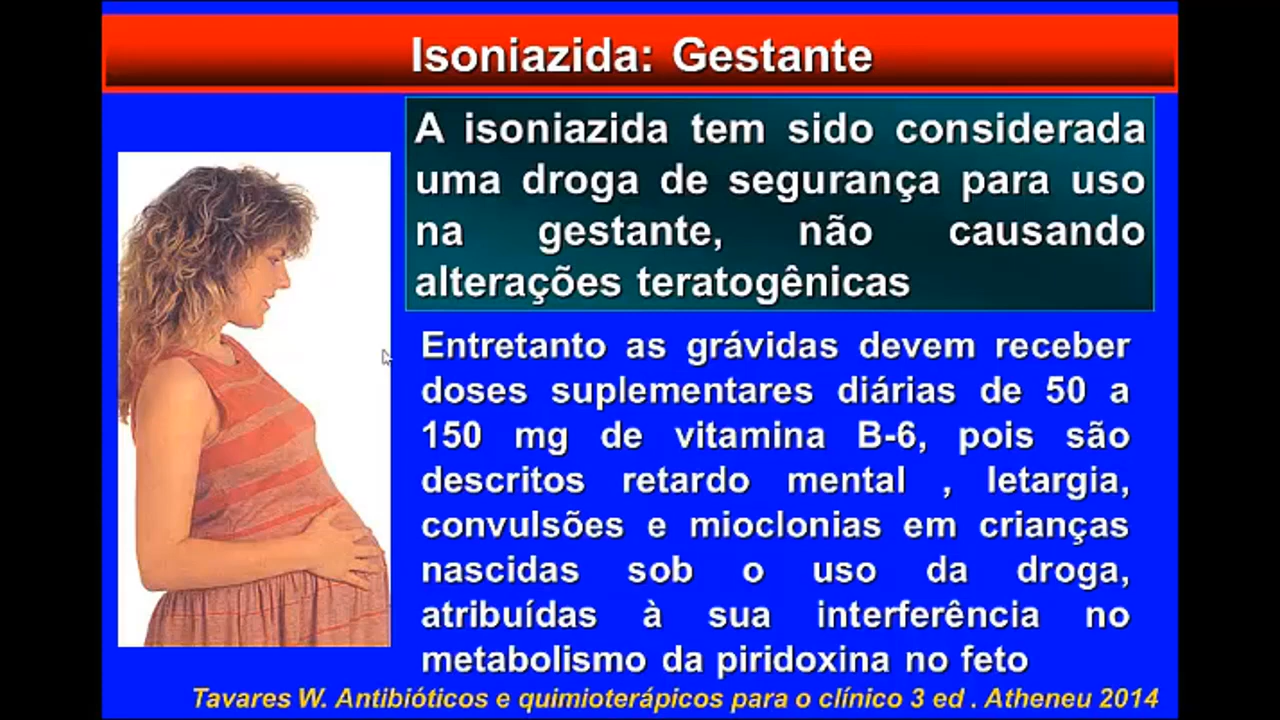 Isoniazida: Gestante
A isoniazida tem sido considerada
uma droga de segurança para uso
na gestante, não causando
alterações teratogênicas
Entretanto as grávidas devem receber
doses suplementares diárias de 50 a
150 mg de vitamina B-6, pois são
descritos retardo mental , letargia,
convulsões e mioclonias em crianças
nascidas sob o uso da droga,
atribuídas à sua interferência no
metabolismo da piridoxina no feto
Tavares W. Antibióticos e quimioterápicos para o clínico 3 ed . Atheneu 2014